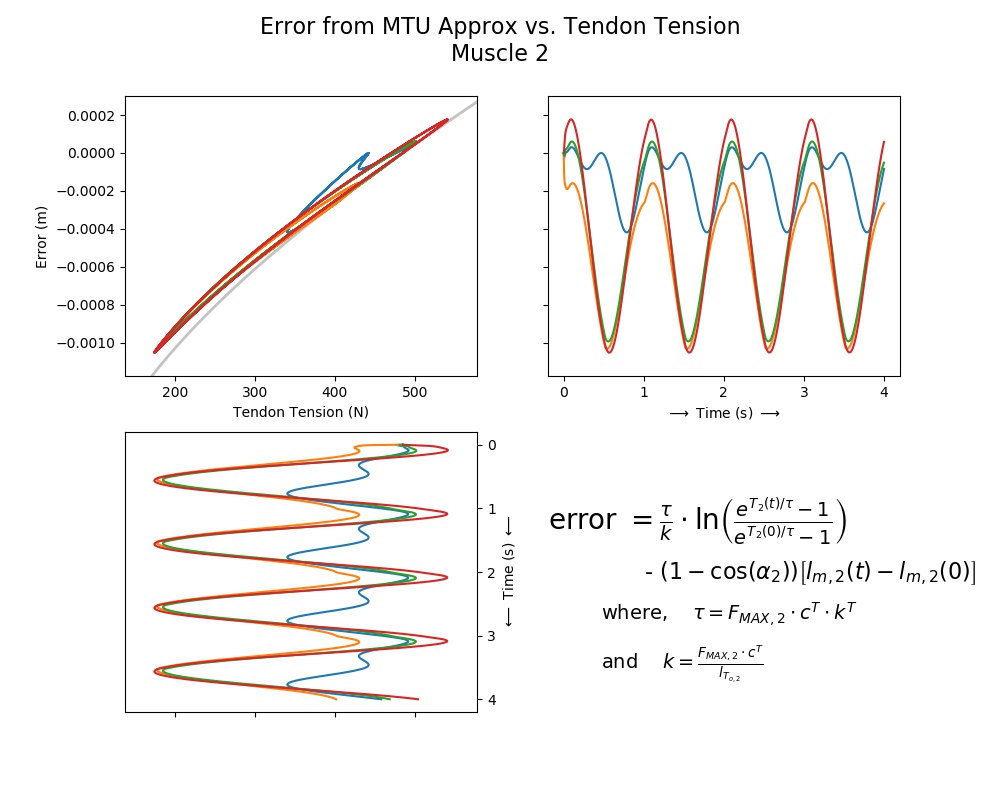 Error from MTU Approx vs. Tendon Tension
Muscle 2
0.0002
0.0000
−0.0002
−0.0004
−0.0006
−0.0008
−0.0010
Error (m)
200 300 400 500
Tendon Tension (N)
0 1 2 3 4
⟶ Time (s) ⟶
0
1
2
3
4
⟵ Time (s) ⟵
error = τ/k · ln((e^{T₂(t)/τ} − 1)/(e^{T₂(0)/τ} − 1))
- (1 − cos(α₂))[l_{m,2}(t) − l_{m,2}(0)]
where, τ = F_{MAX,2} · c^T · k^T
and k = F_{MAX,2} · c^T / l_{T_{o,2}}